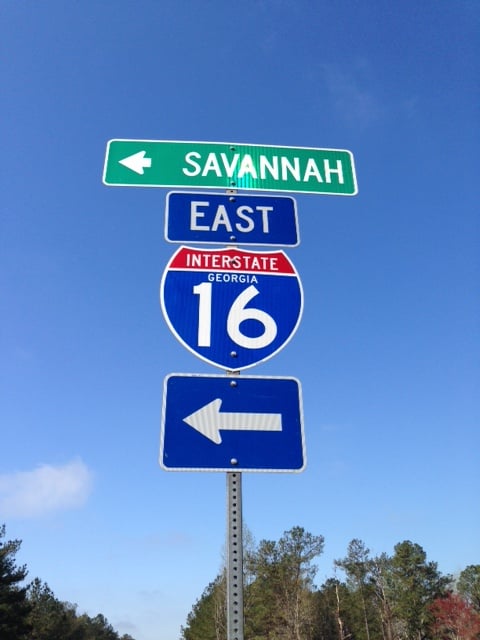 SAVANNAH
EAST
INTERSTATE
GEORGIA
16